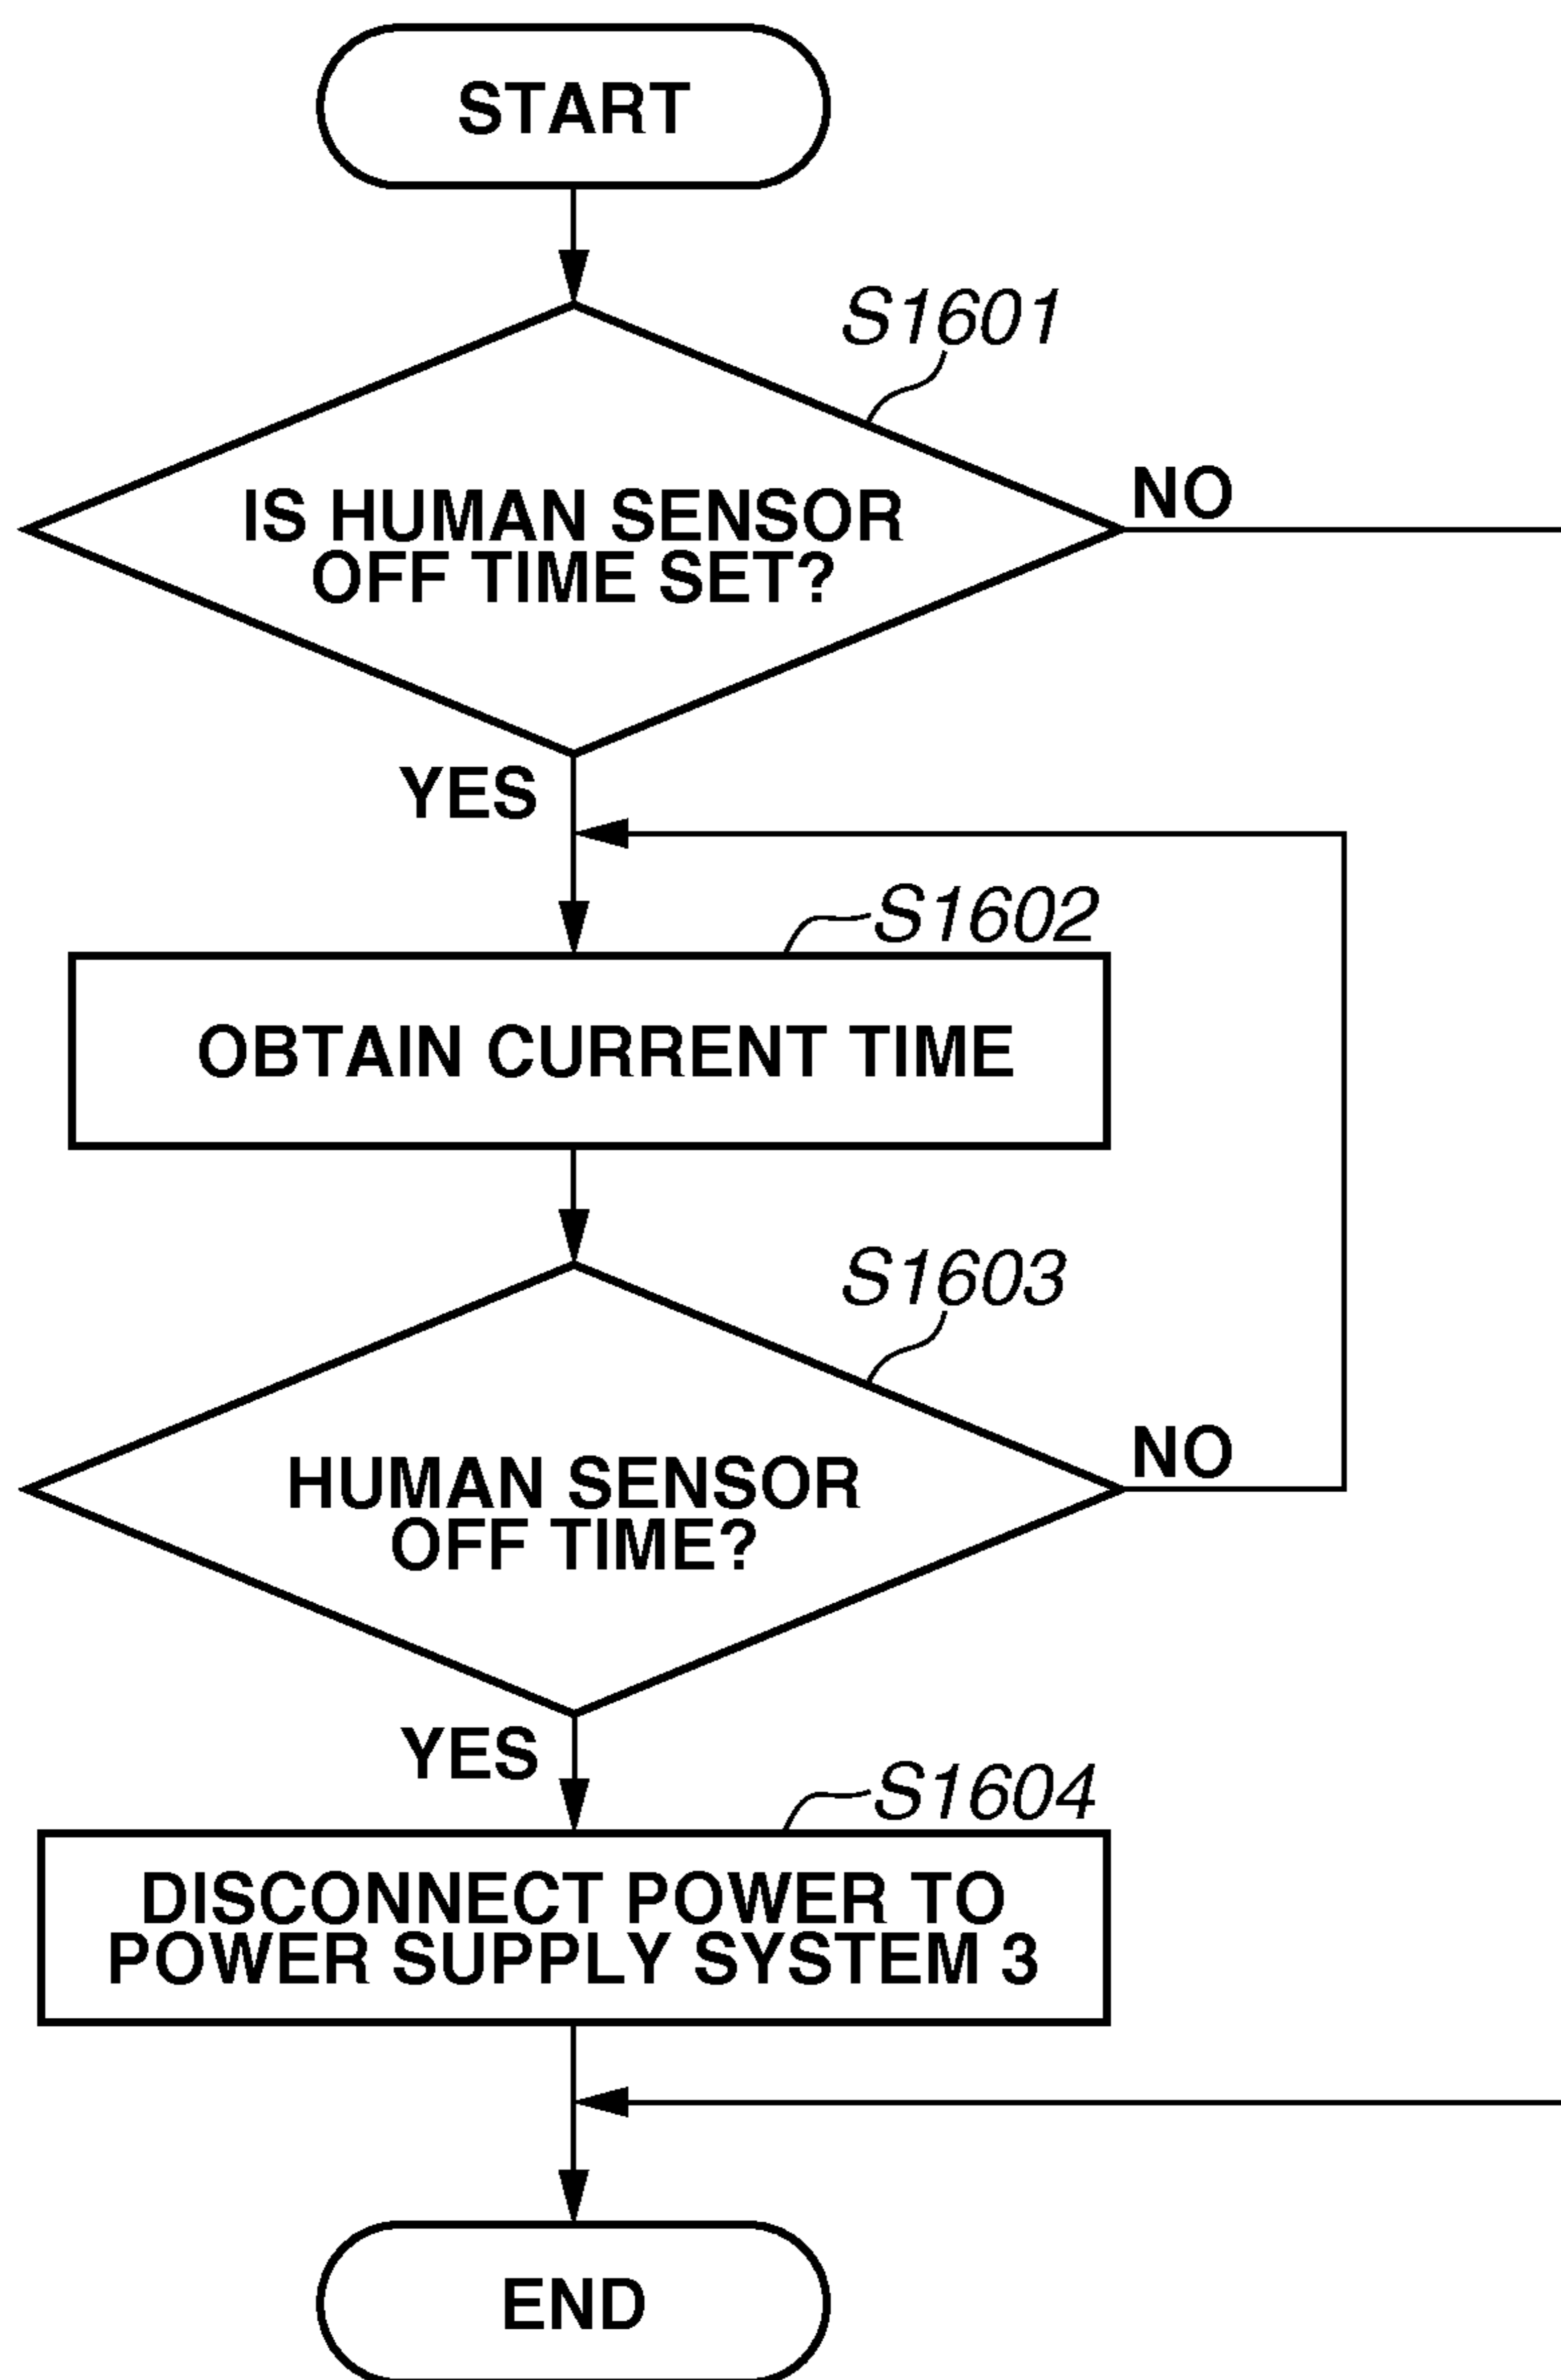 START
S1601
IS HUMAN SENSOR
OFF TIME SET?
NO
YES
S1602
OBTAIN CURRENT TIME
S1603
HUMAN SENSOR
OFF TIME?
NO
YES
S1604
DISCONNECT POWER TO
POWER SUPPLY SYSTEM 3
END